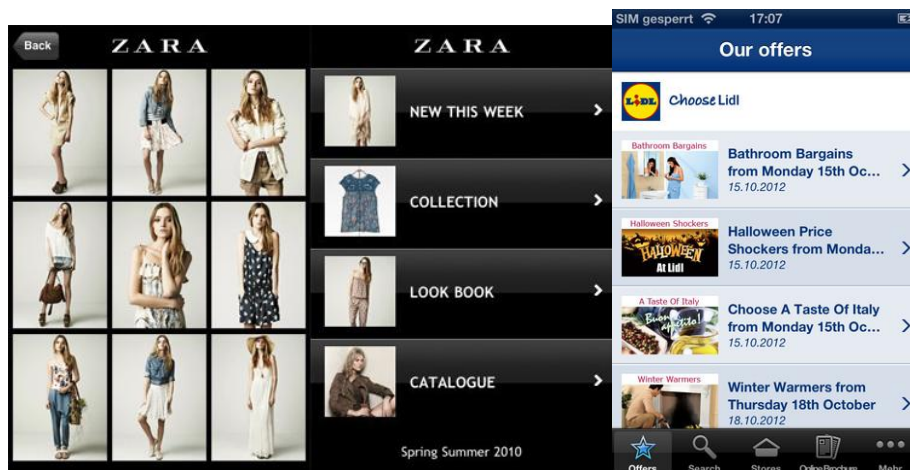 Back
ZARA
ZARA
NEW THIS WEEK
COLLECTION
LOOK BOOK
CATALOGUE
Spring Summer 2010
SIM gesperrt 17:07
Our offers
LiDL Choose Lidl
Bathroom Bargains
Bathroom Bargains
from Monday 15th Oc...
15.10.2012
Halloween Shockers
HALLOWEEN
At Lidl
Halloween Price
Shockers from Monda...
15.10.2012
A Taste Of Italy
Buon appetito!
Choose A Taste Of Italy
from Monday 15th Oc...
15.10.2012
Winter Warmers
Winter Warmers from
Thursday 18th October
18.10.2012
Offers Search Stores Online Brochure Mehr